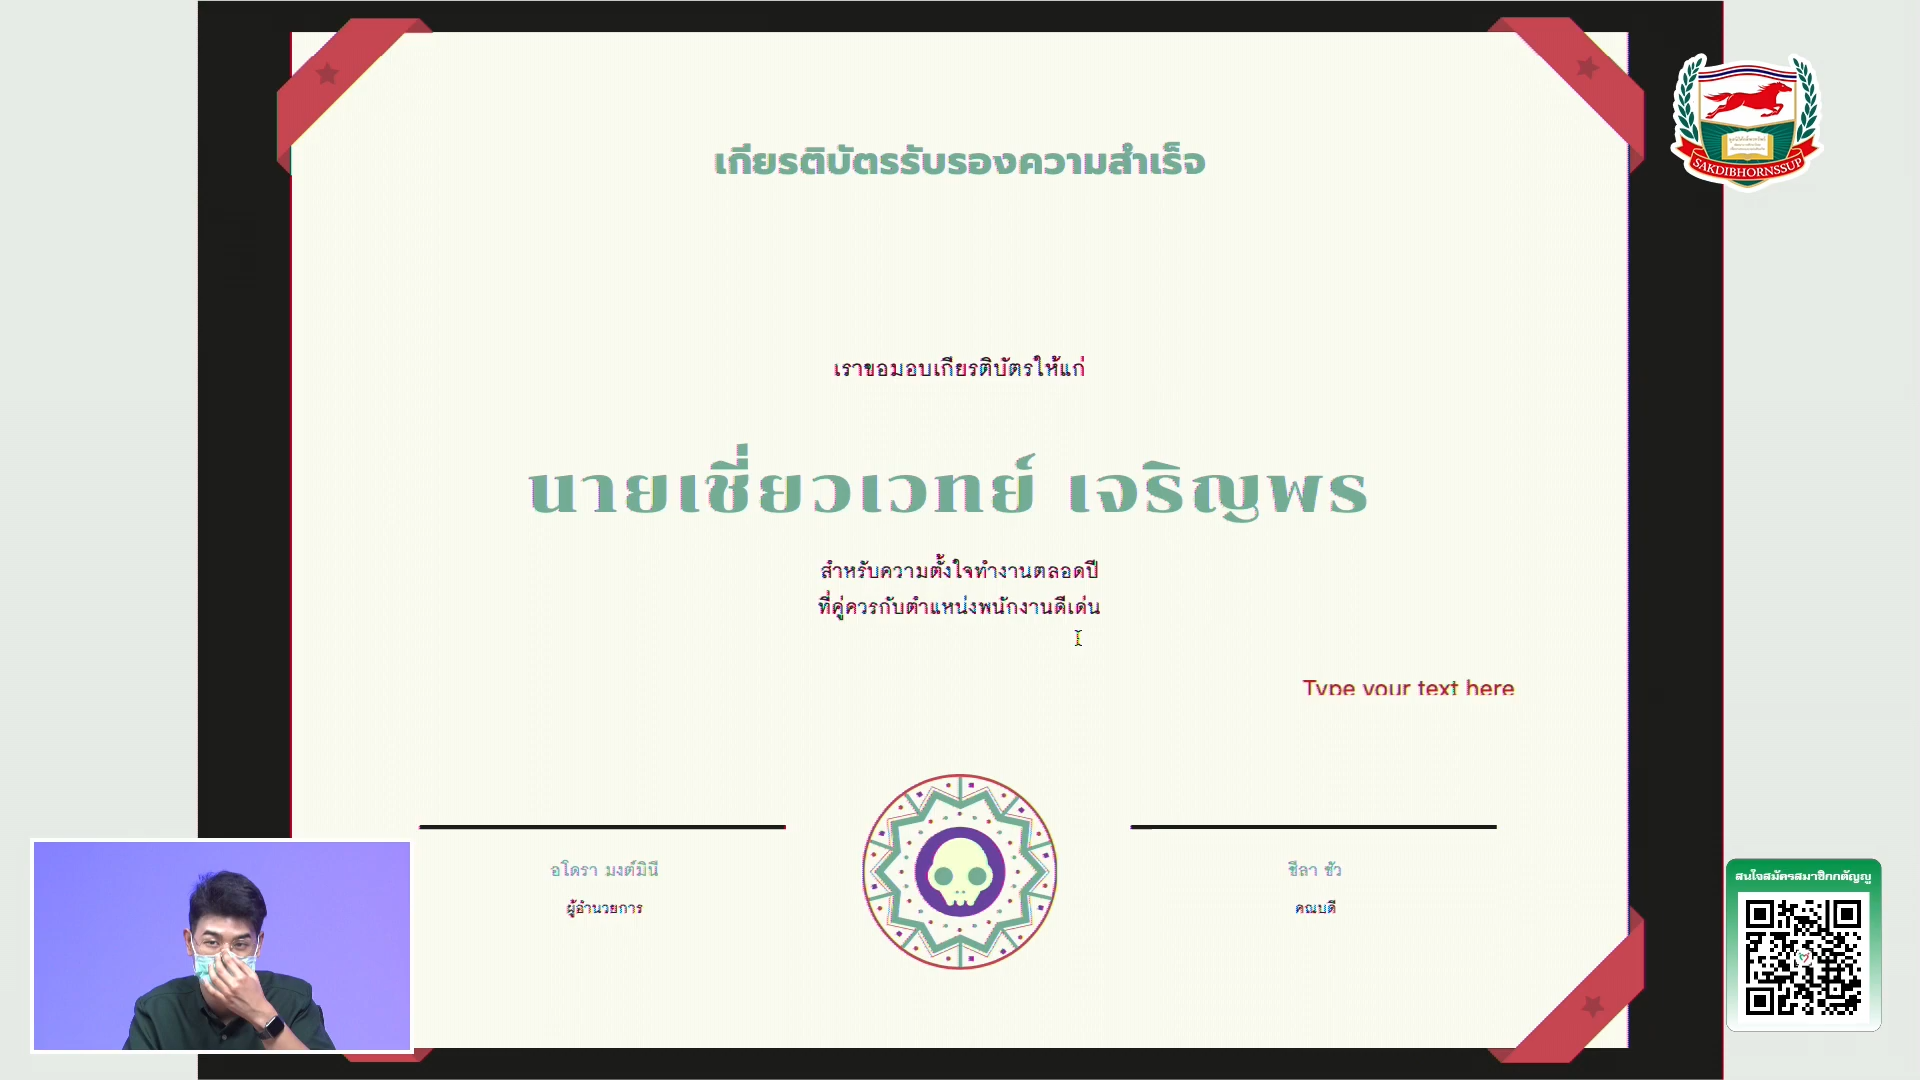 เกียรติบัตรรับรองความสำเร็จ
SAKDIBHORNSSUP
เราขอมอบเกียรติบัตรให้แก่
นายเชี่ยวเวทย์ เจริญพร
สำหรับความตั้งใจทำงานตลอดปี
ที่คู่ควรกับตำแหน่งพนักงานดีเด่น
Type your text here
อโดรา มงต์มินี
ผู้อำนวยการ
ชีลา ชัว
คณบดี
สนใจสมัครสมาชิกกตัญญู